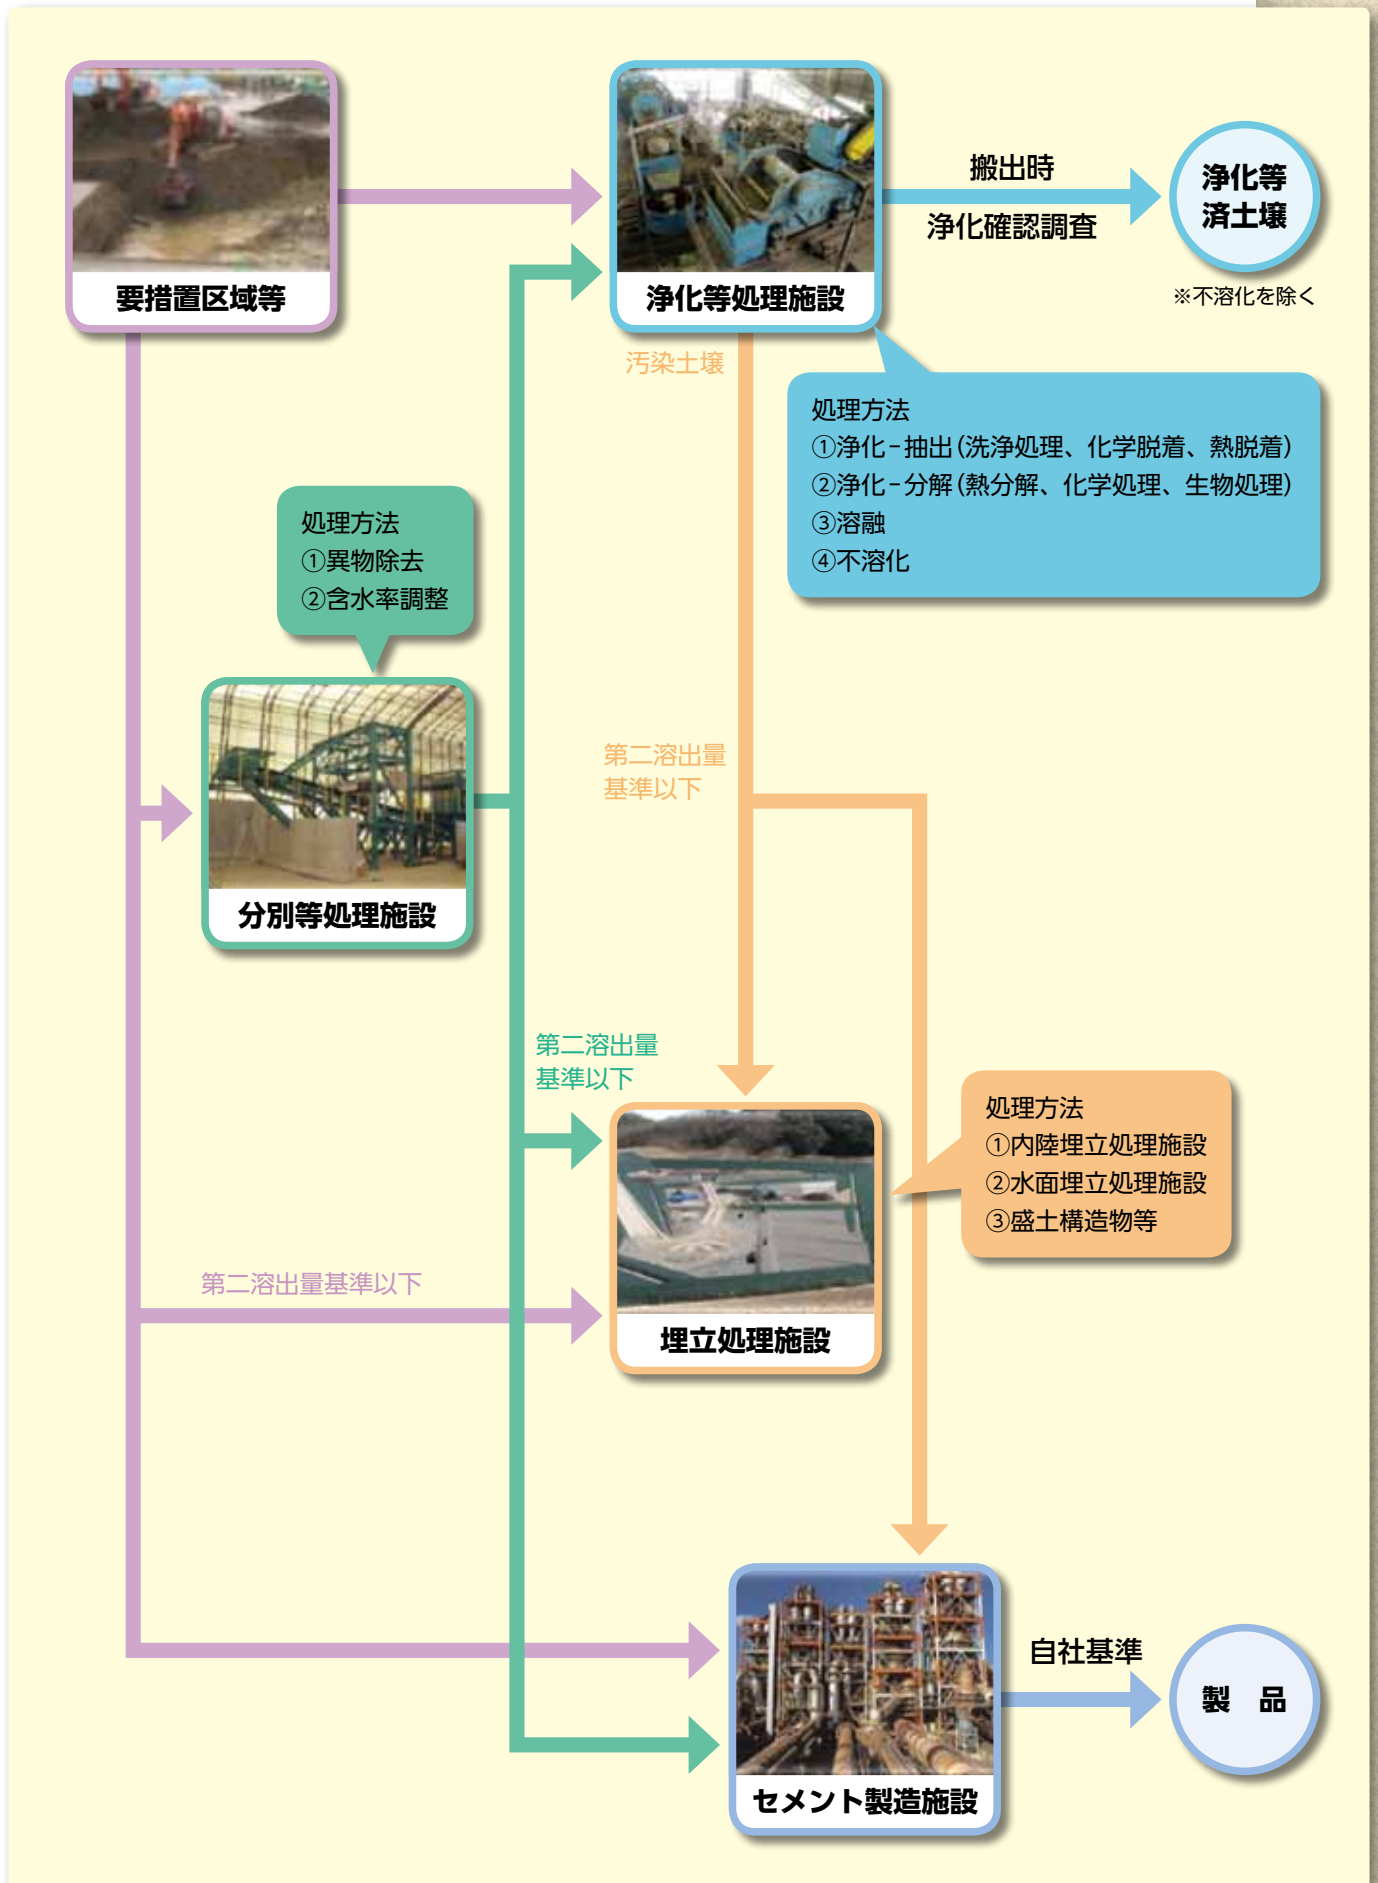 要措置区域等
浄化等処理施設
搬出時
浄化確認調査
浄化等
済土壌
※不溶化を除く
汚染土壌
処理方法
①浄化-抽出(洗浄処理、化学脱着、熱脱着)
②浄化-分解(熱分解、化学処理、生物処理)
③溶融
④不溶化
処理方法
①異物除去
②含水率調整
分別等処理施設
第二溶出量
基準以下
第二溶出量
基準以下
処理方法
①内陸埋立処理施設
②水面埋立処理施設
③盛土構造物等
第二溶出量基準以下
埋立処理施設
自社基準
製 品
セメント製造施設